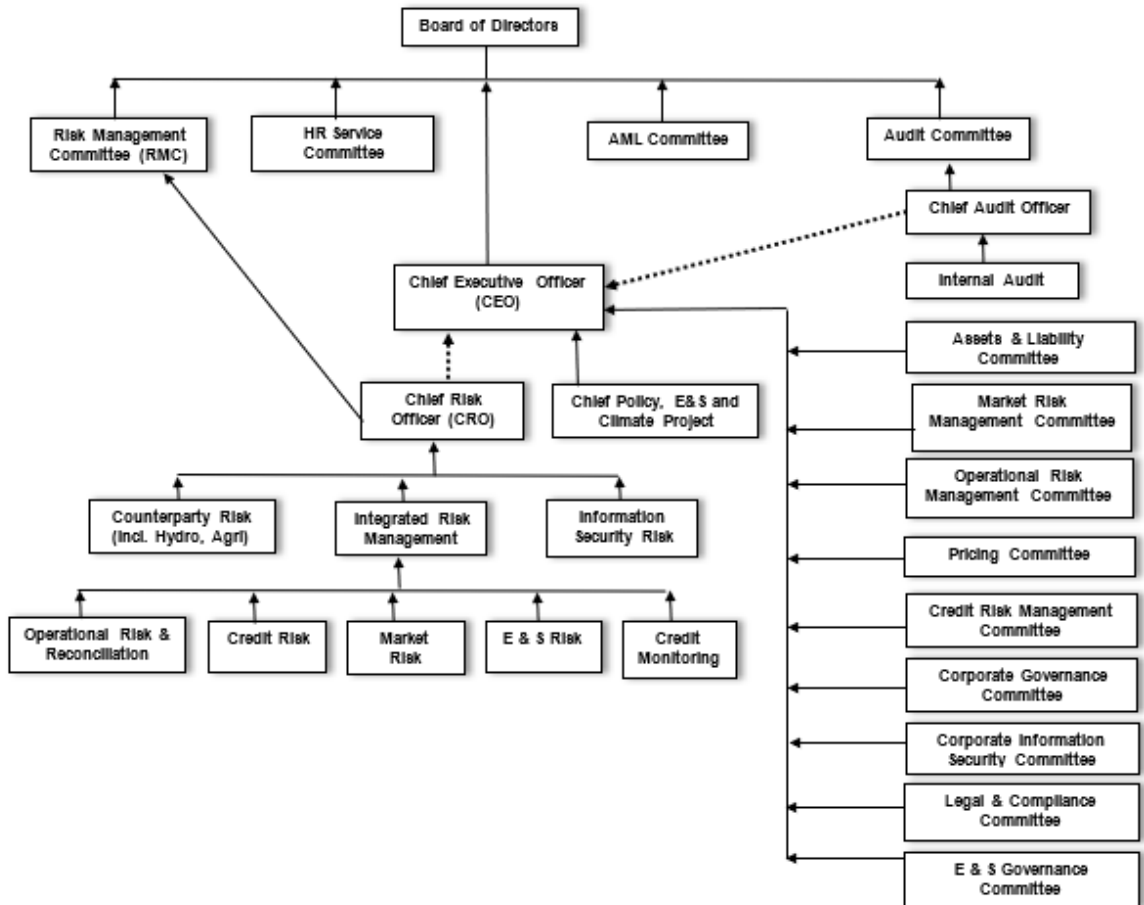 Board of Directors
Risk Management
Committee (RMC)
HR Service
Committee
AML Committee
Audit Committee
Chief Audit Officer
Internal Audit
Chief Executive Officer
(CEO)
Assets & Liability
Committee
Chief Risk
Officer (CRO)
Chief Policy, E&S and
Climate Project
Market Risk
Management Committee
Operational Risk
Management Committee
Counterparty Risk
(Incl. Hydro, Agri)
Integrated Risk
Management
Information
Security Risk
Pricing Committee
Operational Risk &
Reconciliation
Credit Risk
Market
Risk
E & S Risk
Credit
Monitoring
Credit Risk Management
Committee
Corporate Governance
Committee
Corporate Information
Security Committee
Legal & Compliance
Committee
E & S Governance
Committee